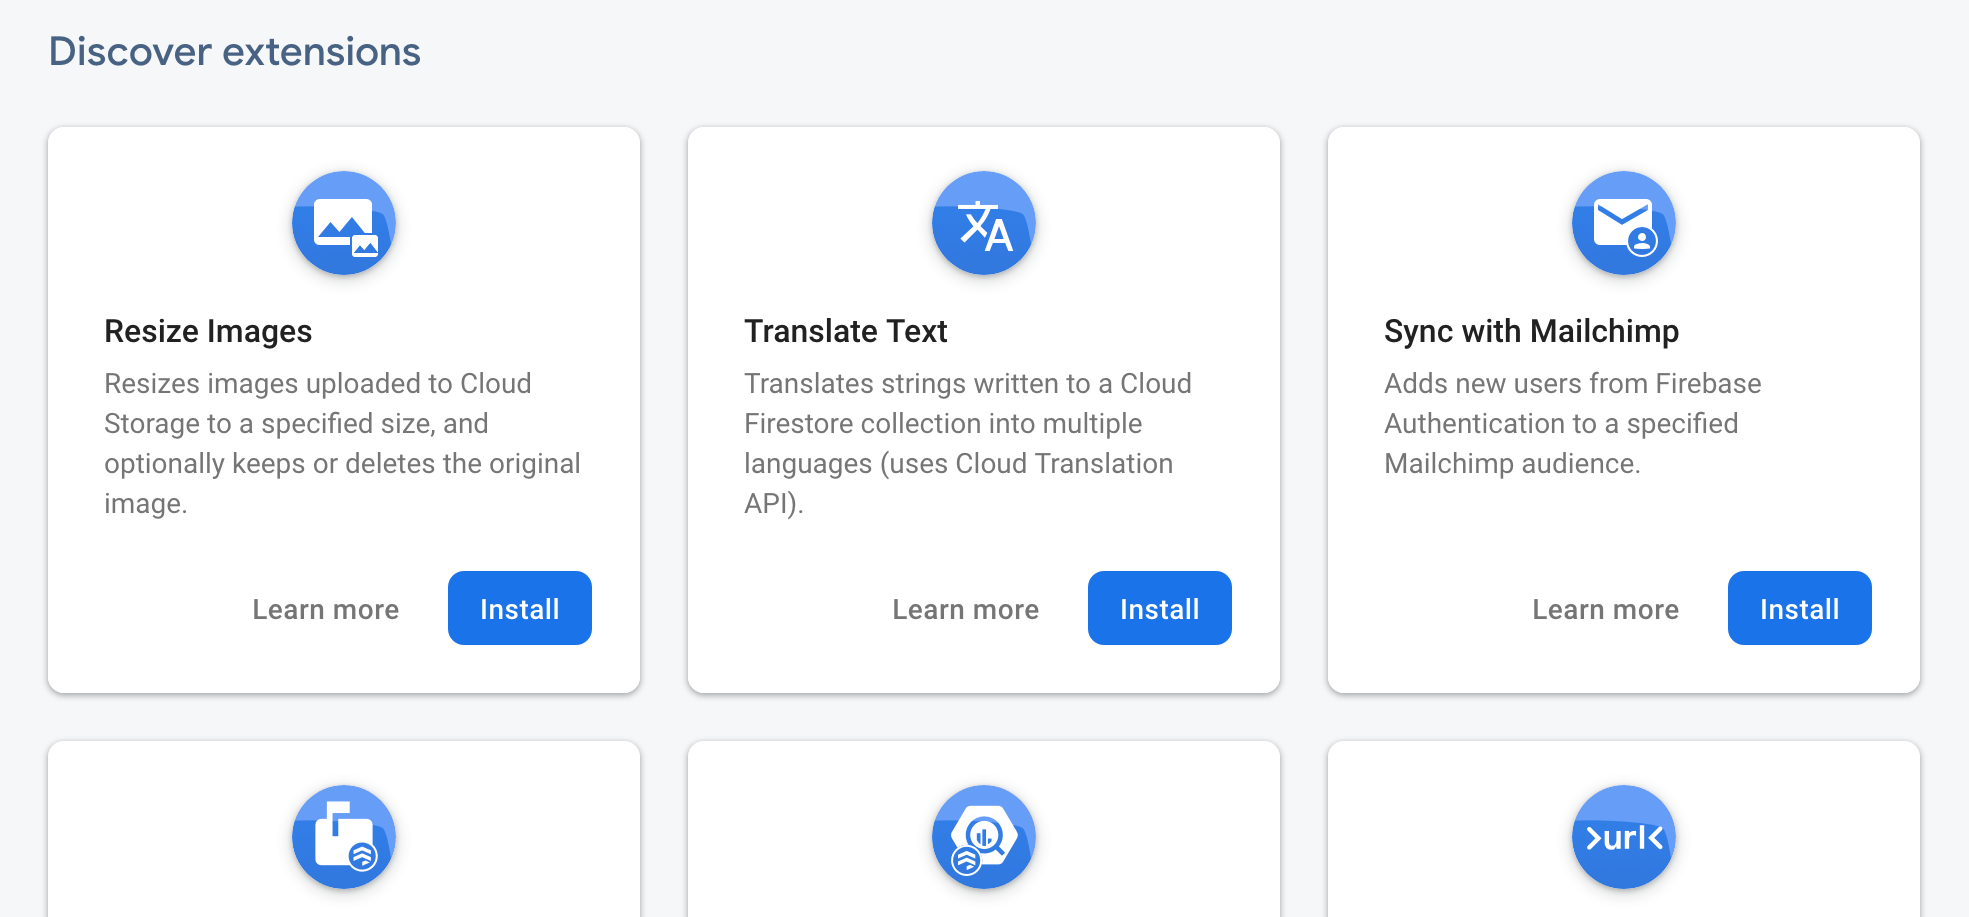 Discover extensions
Resize Images
Resizes images uploaded to Cloud
Storage to a specified size, and
optionally keeps or deletes the original
image.
Learn more
Install
Translate Text
Translates strings written to a Cloud
Firestore collection into multiple
languages (uses Cloud Translation
API).
Learn more
Install
Sync with Mailchimp
Adds new users from Firebase
Authentication to a specified
Mailchimp audience.
Learn more
Install
>url<